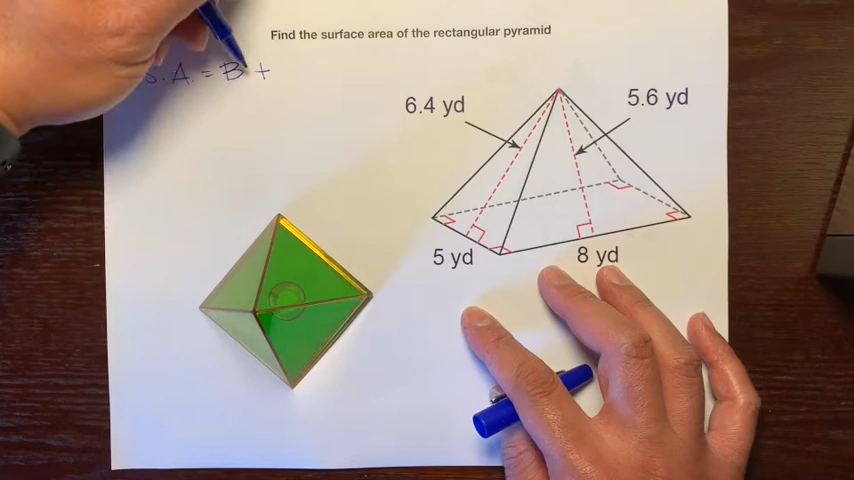 Find the surface area of the rectangular pyramid
S.A. = B +
6.4 yd
5.6 yd
5 yd
8 yd